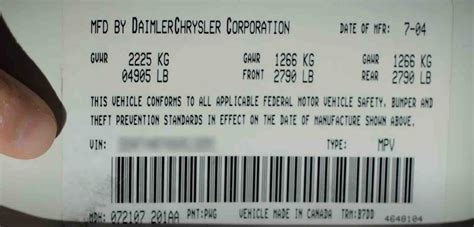 MFD BY DAIMLERCHRYSLER CORPORATION DATE OF MFR: 7-04
GVWR 2225 KG GAWR 1266 KG GAWR 1266 KG
04905 LB FRONT 2790 LB REAR 2790 LB
THIS VEHICLE CONFORMS TO ALL APPLICABLE FEDERAL MOTOR VEHICLE SAFETY, BUMPER AND
THEFT PREVENTION STANDARDS IN EFFECT ON THE DATE OF MANUFACTURE SHOWN ABOVE.
VIN: TYPE: MPV
MDH: 072107 201AA PNT:PWG VEHICLE MADE IN CANADA TRM:B7DD 4648104